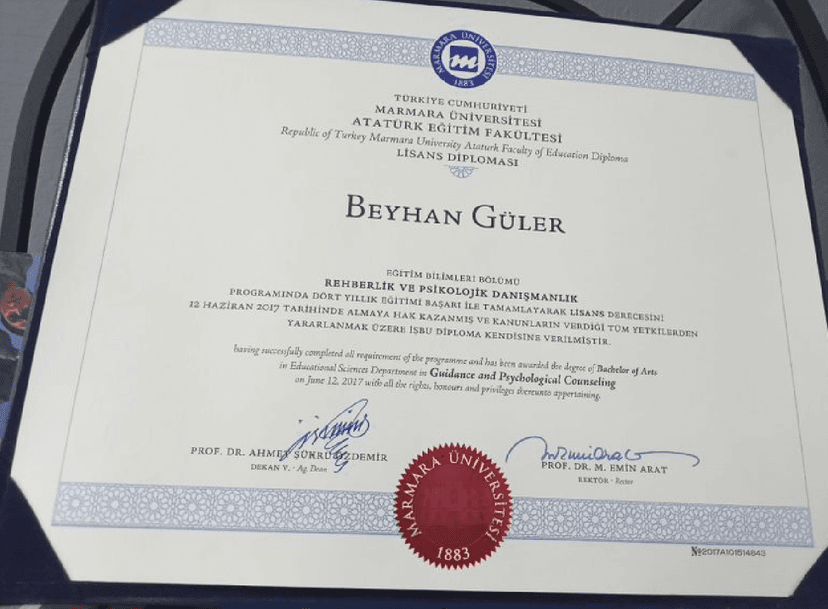 MARMARA ÜNİVERSİTESİ
1883
TÜRKİYE CUMHURİYETİ
MARMARA ÜNİVERSİTESİ
ATATÜRK EĞİTİM FAKÜLTESİ
Republic of Turkey Marmara University Ataturk Faculty of Education Diploma
LİSANS DİPLOMASI
BEYHAN GÜLER
EĞİTİM BİLİMLERİ BÖLÜMÜ
REHBERLİK VE PSİKOLOJİK DANIŞMANLIK
PROGRAMINDA DÖRT YILLIK EĞİTİMİ BAŞARI İLE TAMAMLAYARAK LİSANS DERECESİNİ
12 HAZİRAN 2017 TARİHİNDE ALMAYA HAK KAZANMIŞ VE KANUNLARIN VERDİĞİ TÜM YETKİLERDEN
YARARLANMAK ÜZERE İŞBU DİPLOMA KENDİSİNE VERİLMİŞTİR.
having successfully completed all requirement of the programme and has been awarded the degree of Bachelor of Arts
in Educational Sciences Department in Guidance and Psychological Counseling
on June 12, 2017 with all the rights, honours and privileges thereunto appertaining.
PROF. DR. AHMET ŞÜKRÜ ÖZDEMİR
DEKAN V. - Ag. Dean
PROF. DR. M. EMİN ARAT
REKTÖR - Rector
MARMARA ÜNİVERSİTESİ
1883
№2017A101514643